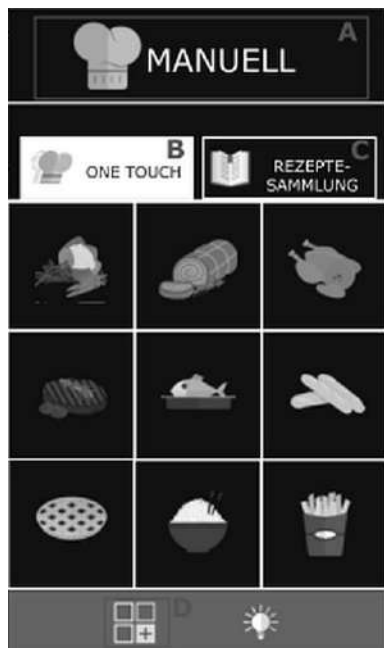 A
MANUELL
B
ONE TOUCH
C
REZEPTE-
SAMMLUNG
D